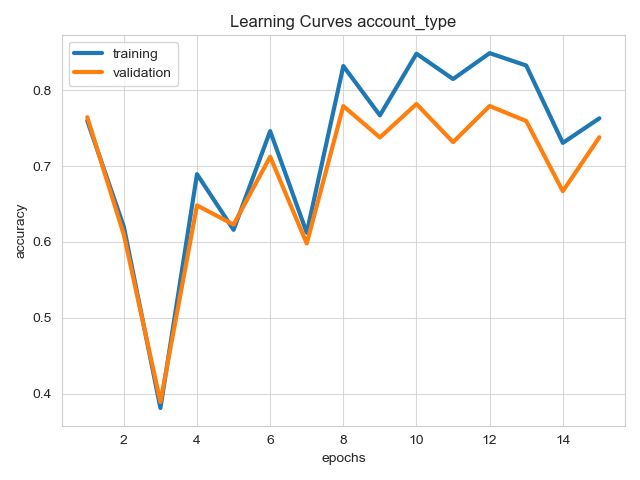 Learning Curves account_type
training
validation
accuracy
0.8
0.7
0.6
0.5
0.4
2 4 6 8 10 12 14
epochs